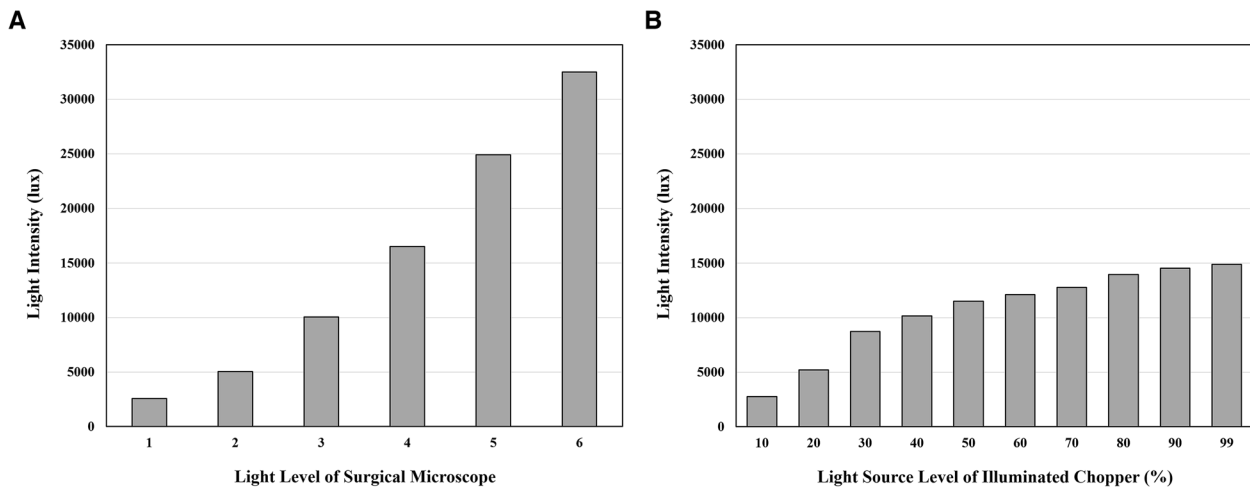 A
35000
30000
25000
20000
15000
10000
5000
0
Light Intensity (lux)
1 2 3 4 5 6
Light Level of Surgical Microscope
B
35000
30000
25000
20000
15000
10000
5000
0
Light Intensity (lux)
10 20 30 40 50 60 70 80 90 99
Light Source Level of Illuminated Chopper (%)